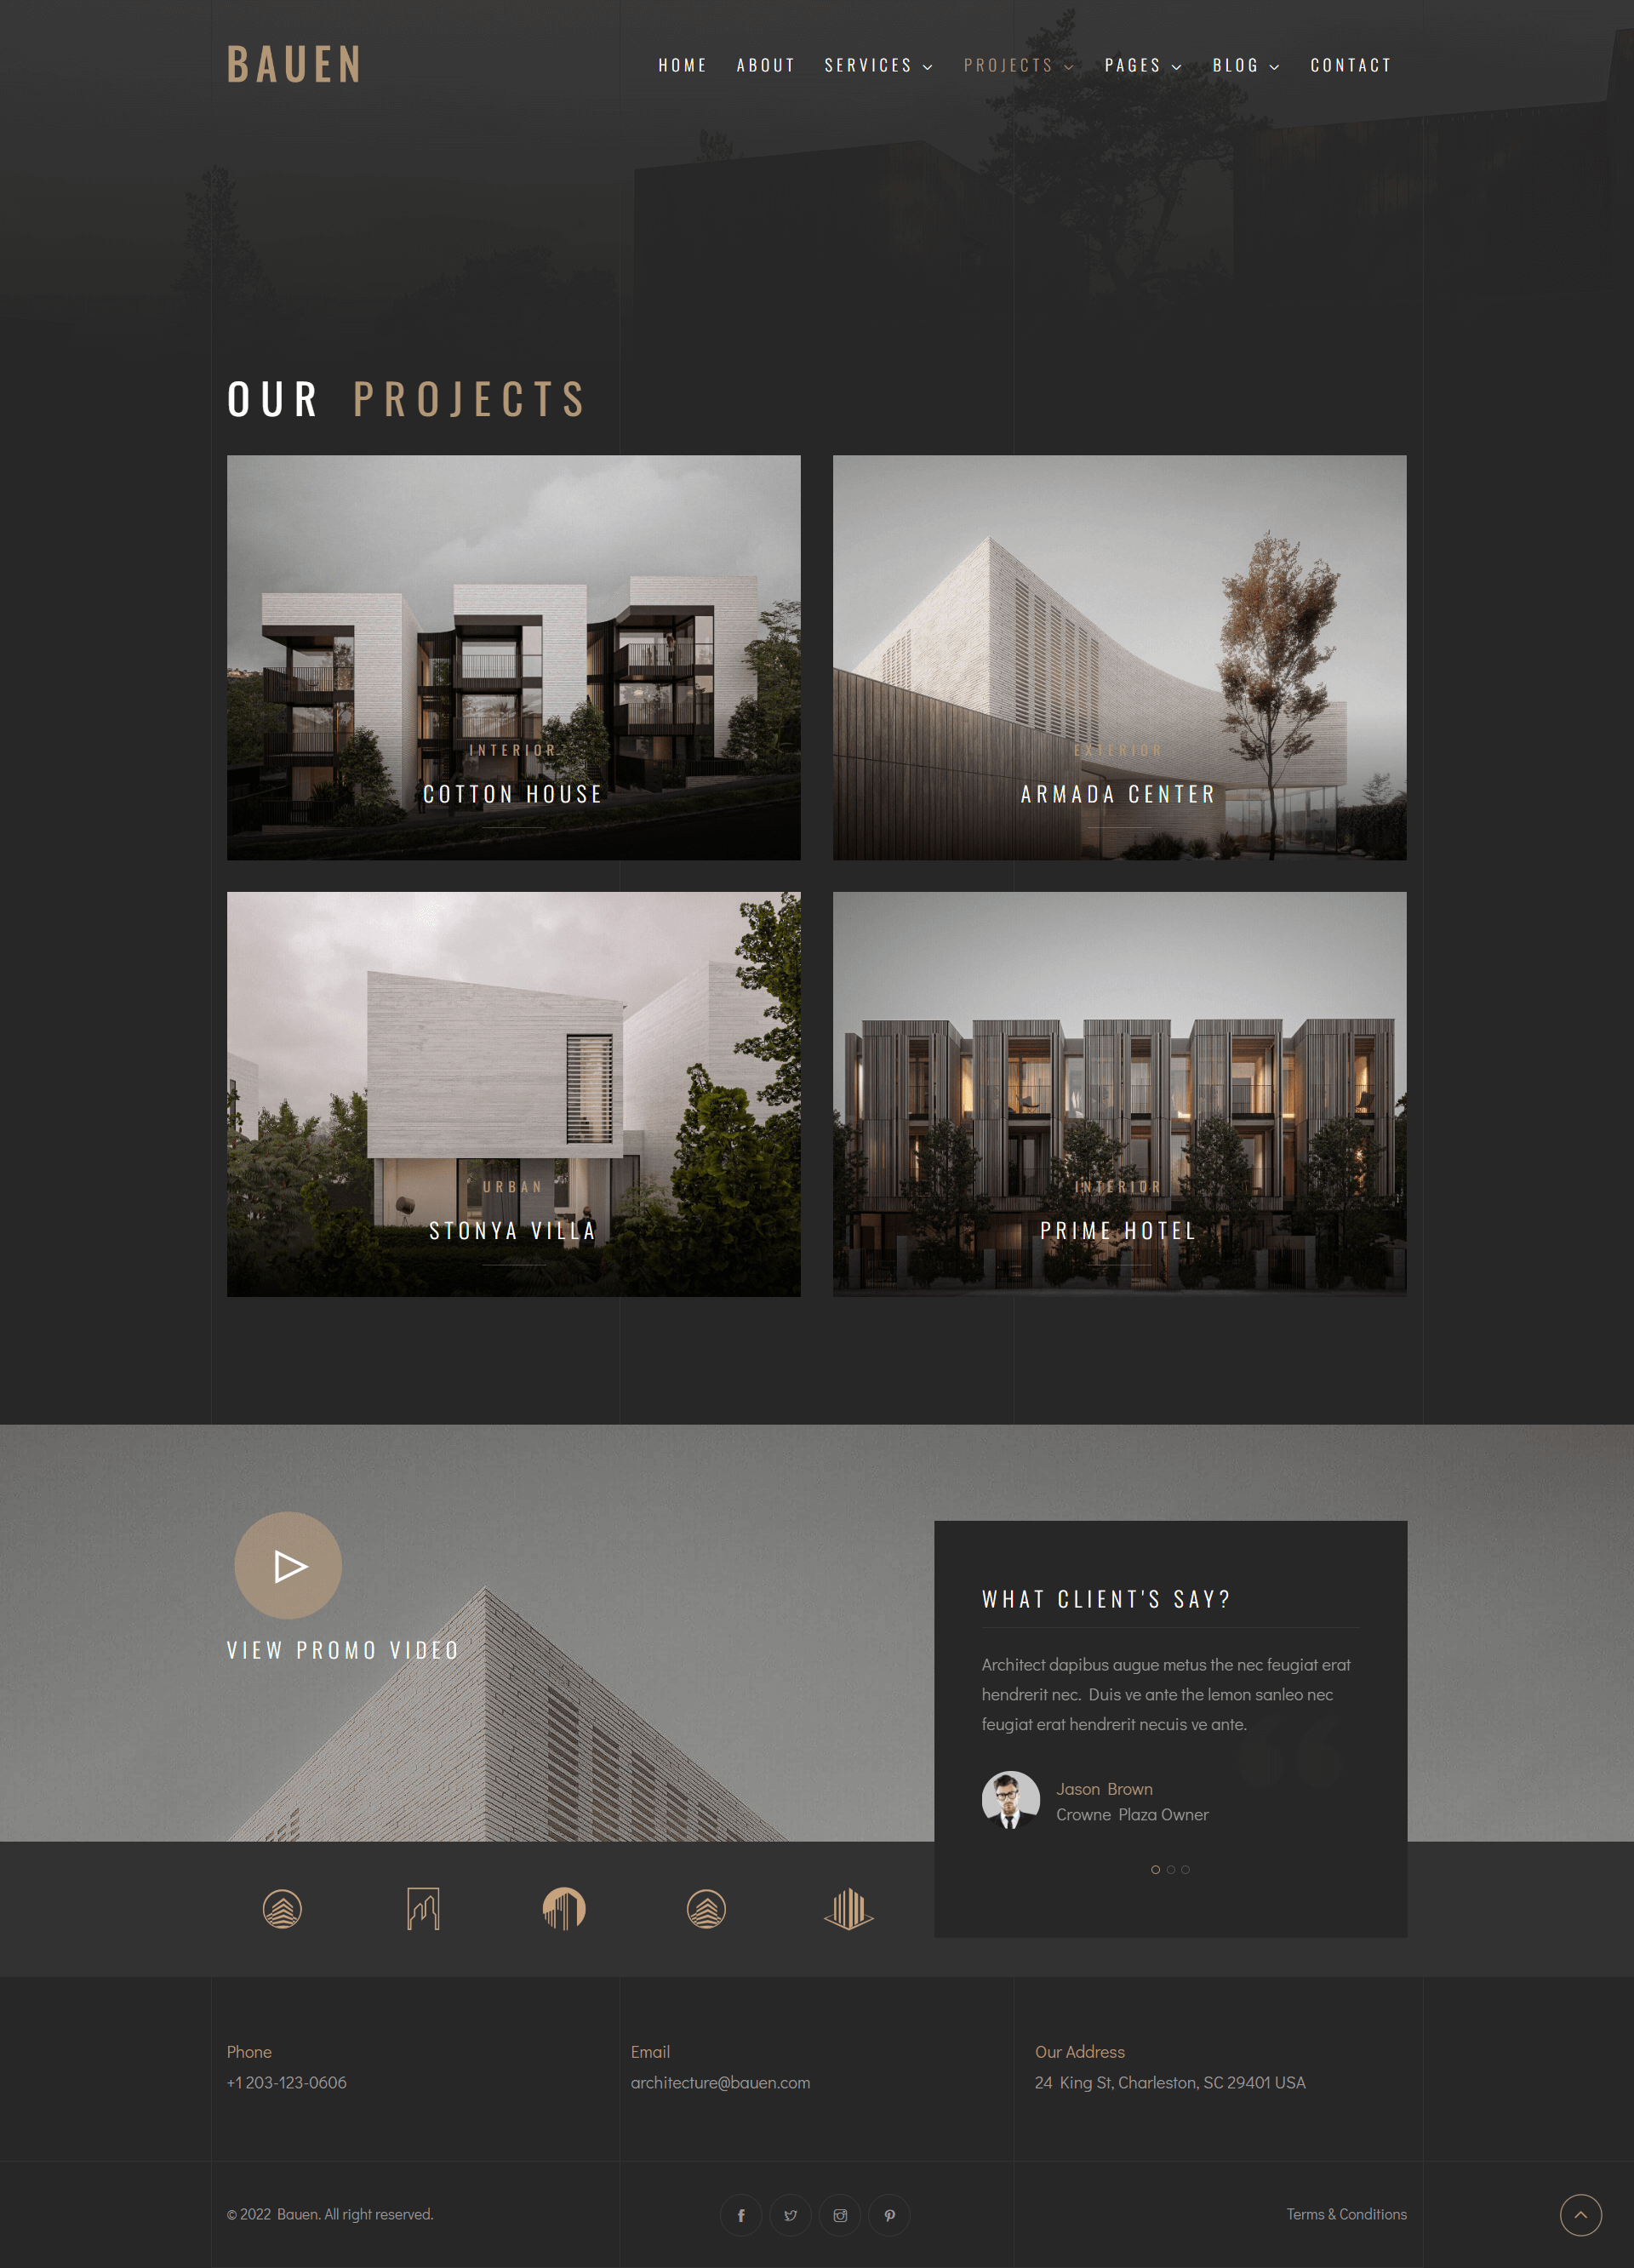 BAUEN
HOME ABOUT SERVICES PROJECTS PAGES BLOG CONTACT
OUR PROJECTS
INTERIOR
COTTON HOUSE
EXTERIOR
ARMADA CENTER
URBAN
STONYA VILLA
INTERIOR
PRIME HOTEL
VIEW PROMO VIDEO
WHAT CLIENT'S SAY?
Architect dapibus augue metus the nec feugiat erat
hendrerit nec. Duis ve ante the lemon sanleo nec
feugiat erat hendrerit necuis ve ante.
Jason Brown
Crowne Plaza Owner
Phone
+1 203-123-0606
Email
architecture@bauen.com
Our Address
24 King St, Charleston, SC 29401 USA
© 2022 Bauen. All right reserved.
Terms & Conditions